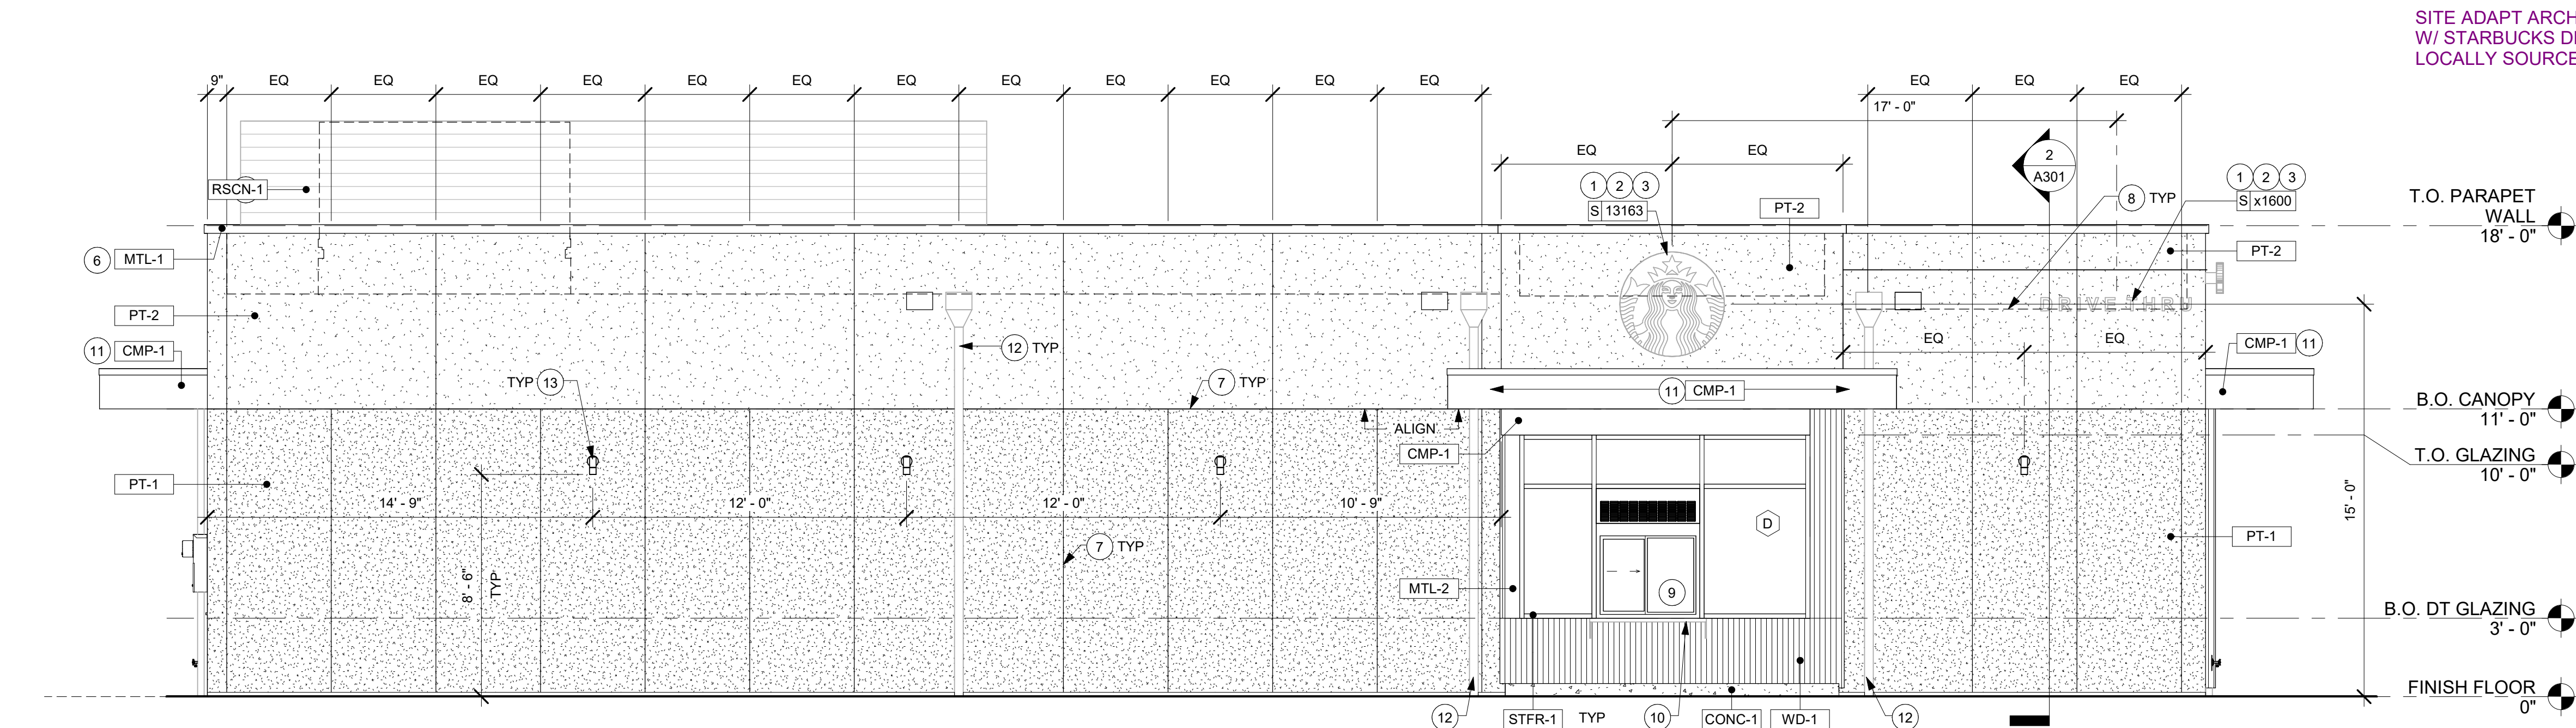 SITE ADAPT ARCH
W/ STARBUCKS D
LOCALLY SOURCE
9" EQ EQ EQ EQ EQ EQ EQ EQ EQ EQ EQ EQ EQ EQ EQ
17' - 0"
EQ EQ
2
A301
1 2 3
S 13163
PT-2
8 TYP
1 2 3
S x1600
RSCN-1
T.O. PARAPET
WALL
18' - 0"
6 MTL-1
PT-2
PT-2
DRIVE THRU
11 CMP-1
12 TYP
EQ EQ
CMP-1 11
TYP 13
7 TYP
11 CMP-1
B.O. CANOPY
11' - 0"
ALIGN
CMP-1
T.O. GLAZING
10' - 0"
PT-1
14' - 9" 12' - 0" 12' - 0" 10' - 9"
D
15' - 0"
7 TYP
PT-1
8' - 6"
TYP
MTL-2
9
B.O. DT GLAZING
3' - 0"
FINISH FLOOR
0"
12 STFR-1 TYP 10 CONC-1 WD-1 12